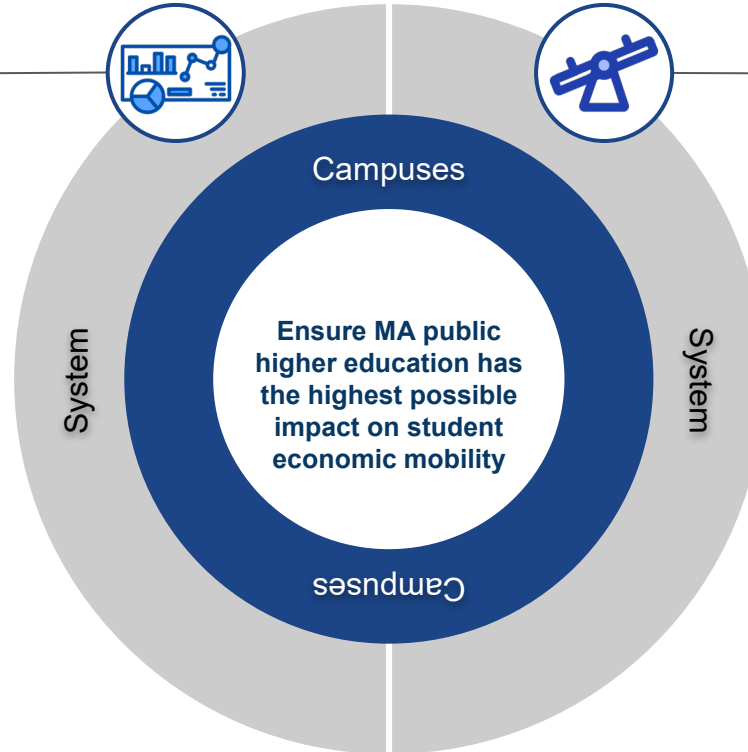 Campuses
System
Ensure MA public
higher education has
the highest possible
impact on student
economic mobility
System
Campuses